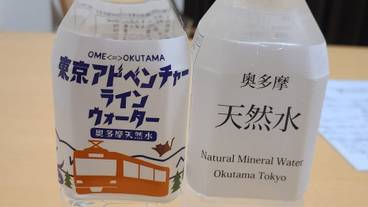 OME<=>OKUTAMA
東京アドベンチャー
ライン
ウォーター
奥多摩天然水
奥多摩
天然水
Natural Mineral Water
Okutama Tokyo